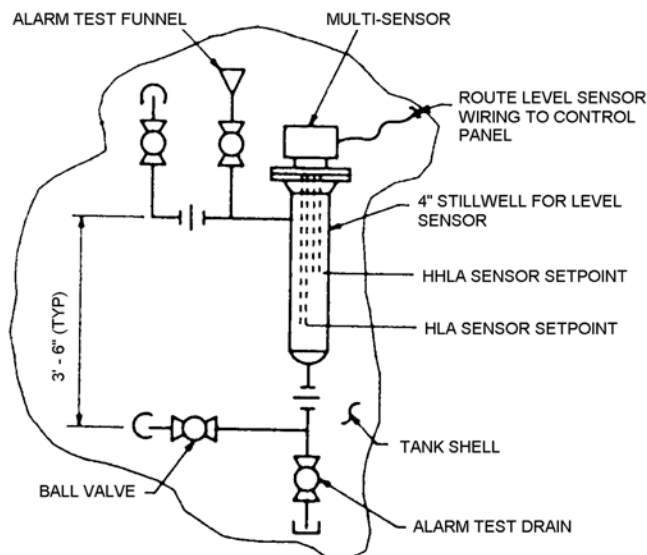 ALARM TEST FUNNEL
MULTI-SENSOR
ROUTE LEVEL SENSOR
WIRING TO CONTROL
PANEL
4" STILLWELL FOR LEVEL
SENSOR
HHLA SENSOR SETPOINT
3' - 6" (TYP)
HLA SENSOR SETPOINT
TANK SHELL
BALL VALVE
ALARM TEST DRAIN